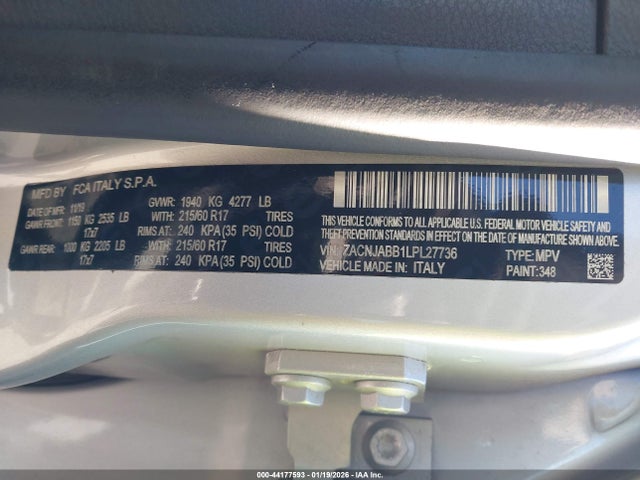 MFD BY FCA ITALY S.P.A.
DATE OF MFR 11/19 GVWR: 1940 KG 4277 LB
GAWR FRONT: 1150 KG 2535 LB WITH: 215/60 R17 TIRES
17x7 RIMS AT: 240 KPA (35 PSI) COLD
GAWR REAR: 1000 KG 2205 LB WITH: 215/60 R17 TIRES
17x7 RIMS AT: 240 KPA (35 PSI) COLD
THIS VEHICLE CONFORMS TO ALL APPLICABLE
U.S. FEDERAL MOTOR VEHICLE SAFETY, BUMPER,
AND THEFT PREVENTION STANDARDS IN EFFECT
ON THE DATE OF MANUFACTURE SHOWN ABOVE
VIN: ZACNJABB1LPL27736 TYPE: MPV
VEHICLE MADE IN: ITALY PAINT: 348
000-44177593 - 01/19/2026 - IAAI.COM